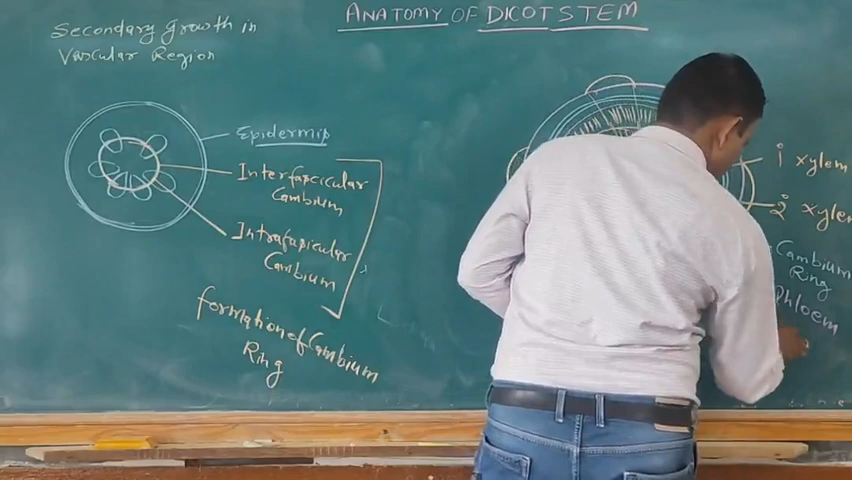 ANATOMY OF DICOT STEM
Secondary growth in
Vascular Region
Epidermis
Interfascicular
Cambium
Intrafasicular
Cambium
formation of Cambium
Ring
1° xylem
2° xylem
Cambium
Ring
Phloem